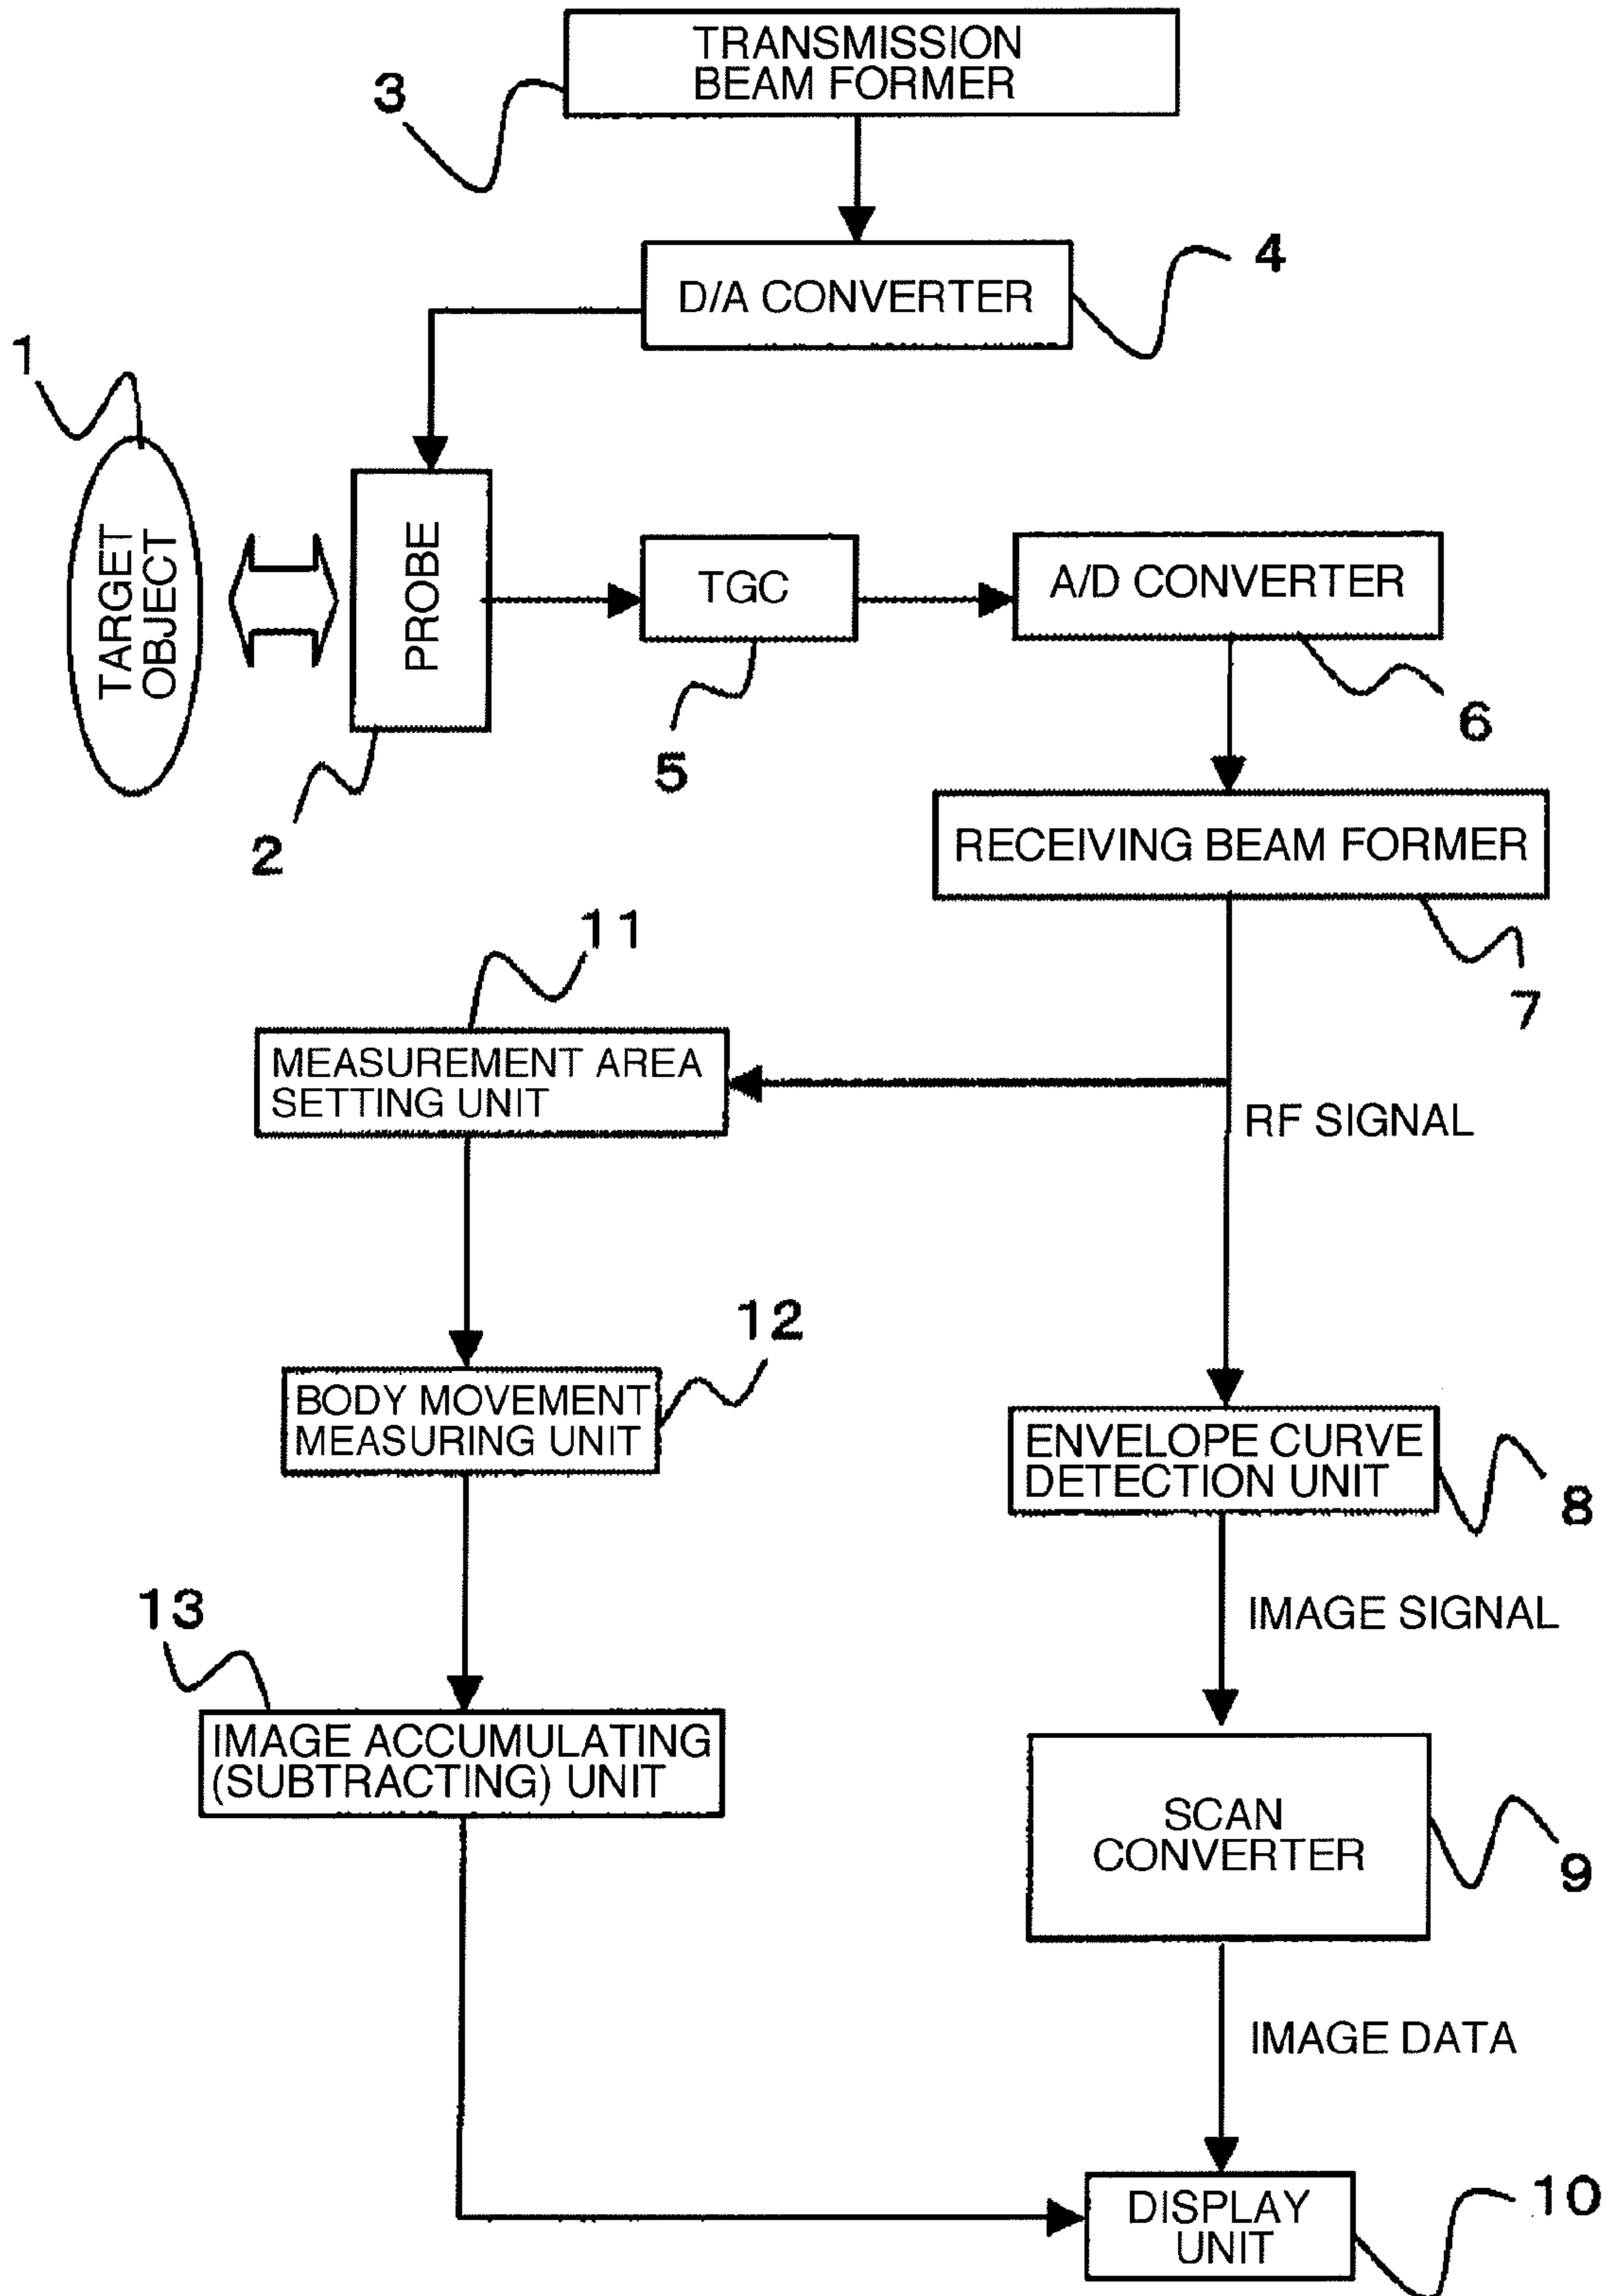 TRANSMISSION
BEAM FORMER
3
D/A CONVERTER
4
1
TARGET
OBJECT
PROBE
2
TGC
5
A/D CONVERTER
6
RECEIVING BEAM FORMER
7
11
MEASUREMENT AREA
SETTING UNIT
RF SIGNAL
12
BODY MOVEMENT
MEASURING UNIT
ENVELOPE CURVE
DETECTION UNIT
8
IMAGE SIGNAL
13
IMAGE ACCUMULATING
(SUBTRACTING) UNIT
SCAN
CONVERTER
9
IMAGE DATA
DISPLAY
UNIT
10